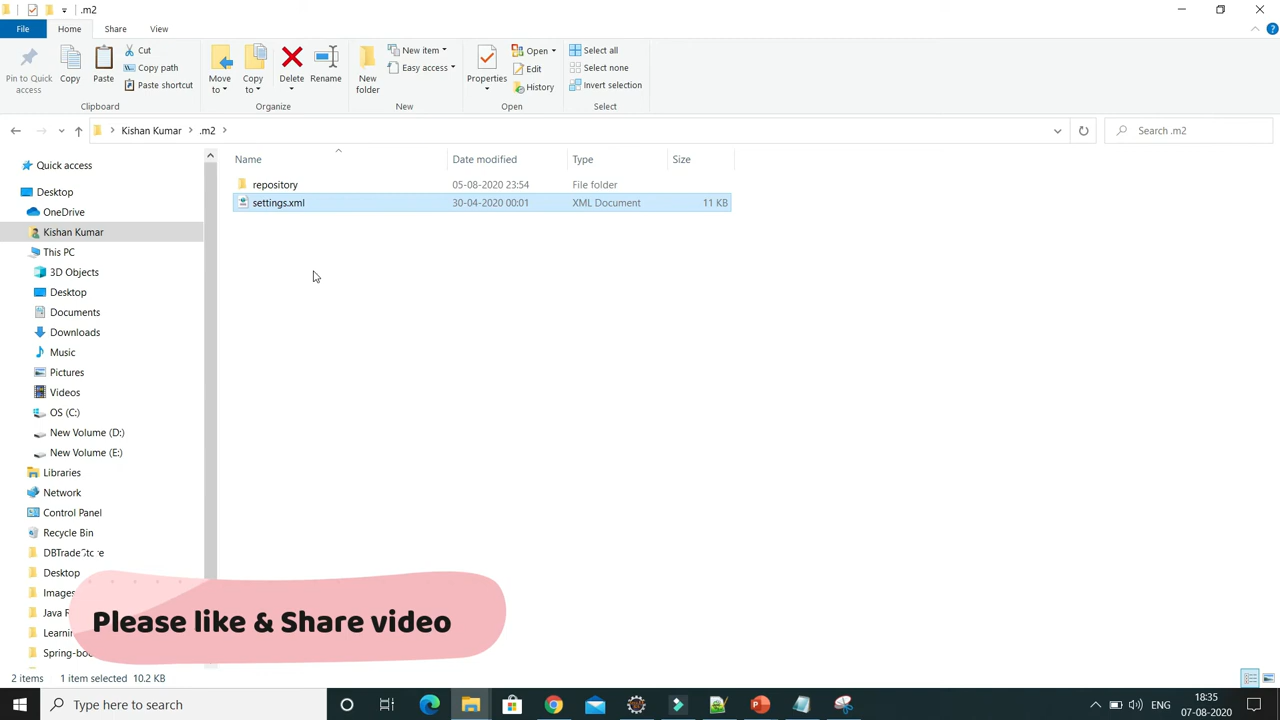 .m2
File
Home
Share
View
Pin to Quick access
Copy
Paste
Cut
Copy path
Paste shortcut
Clipboard
Move to
Copy to
Delete
Rename
Organize
New folder
New item
Easy access
New
Properties
Open
Edit
History
Open
Select all
Select none
Invert selection
Select
Kishan Kumar
.m2
Search .m2
Name
Date modified
Type
Size
repository
05-08-2020 23:54
File folder
settings.xml
30-04-2020 00:01
XML Document
11 KB
Quick access
Desktop
OneDrive
Kishan Kumar
This PC
3D Objects
Desktop
Documents
Downloads
Music
Pictures
Videos
OS (C:)
New Volume (D:)
New Volume (E:)
Libraries
Network
Control Panel
Recycle Bin
Desktop
Images
Please like & Share video
2 items
1 item selected 10.2 KB
Type here to search
ENG
18:35
07-08-2020